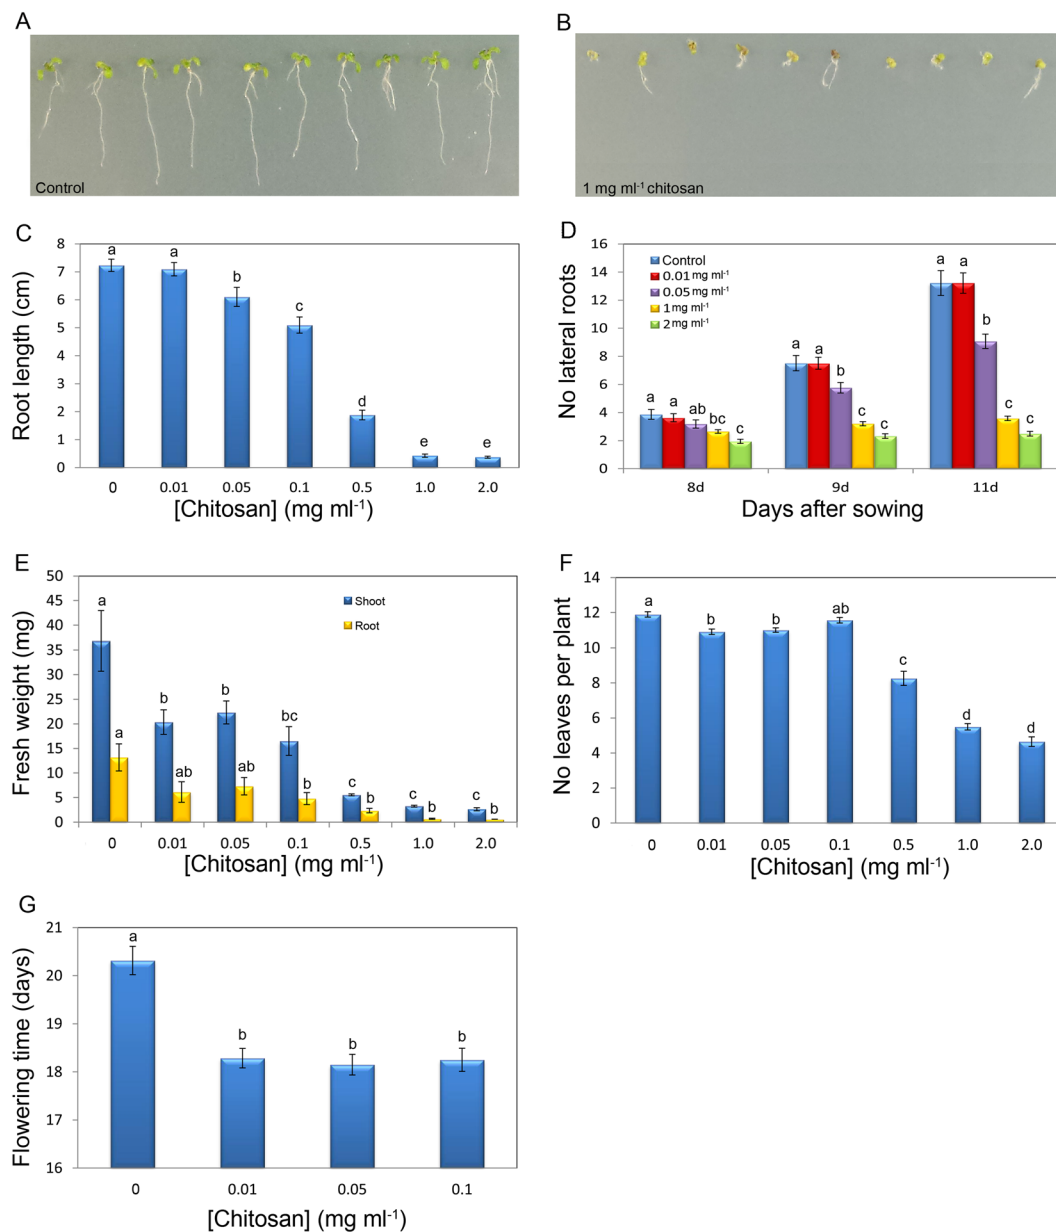 A
Control
B
1 mg ml⁻¹ chitosan
C
Root length (cm)
8
7
6
5
4
3
2
1
0
a
a
b
c
d
e
e
0 0.01 0.05 0.1 0.5 1.0 2.0
[Chitosan] (mg ml⁻¹)
D
No lateral roots
16
14
12
10
8
6
4
2
0
Control
0.01 mg ml⁻¹
0.05 mg ml⁻¹
1 mg ml⁻¹
2 mg ml⁻¹
a a ab bc c
a a b c c
a a b c c
8d 9d 11d
Days after sowing
E
Fresh weight (mg)
50
45
40
35
30
25
20
15
10
5
0
Shoot
Root
a a
b ab
b b
bc b
c b
c b
c b
0 0.01 0.05 0.1 0.5 1.0 2.0
[Chitosan] (mg ml⁻¹)
F
No leaves per plant
14
12
10
8
6
4
2
0
a b b ab c d d
0 0.01 0.05 0.1 0.5 1.0 2.0
[Chitosan] (mg ml⁻¹)
G
Flowering time (days)
21
20
19
18
17
16
a b b b
0 0.01 0.05 0.1
[Chitosan] (mg ml⁻¹)